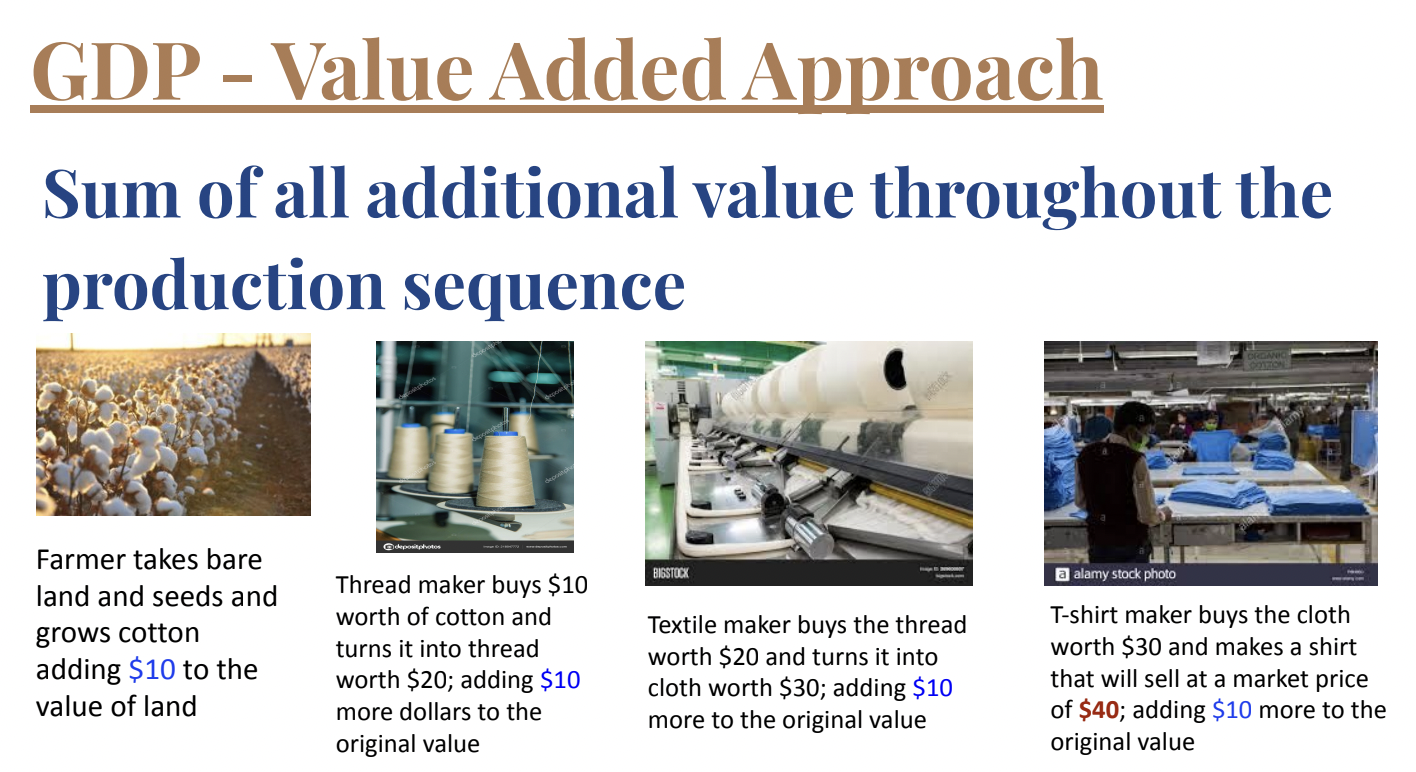 GDP – Value Added Approach
Sum of all additional value throughout the
production sequence
ORGANIC
COTTON
depositphotos
BIGSTOCK
bigstock.com
a alamy stock photo
www.alamy.com
Farmer takes bare
land and seeds and
grows cotton
adding $10 to the
value of land
Thread maker buys $10
worth of cotton and
turns it into thread
worth $20; adding $10
more dollars to the
original value
Textile maker buys the thread
worth $20 and turns it into
cloth worth $30; adding $10
more to the original value
T-shirt maker buys the cloth
worth $30 and makes a shirt
that will sell at a market price
of $40; adding $10 more to the
original value